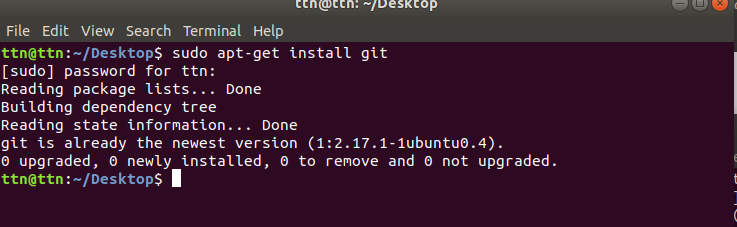 ttn@ttn: ~/Desktop
File Edit View Search Terminal Help
ttn@ttn:~/Desktop$ sudo apt-get install git
[sudo] password for ttn:
Reading package lists... Done
Building dependency tree
Reading state information... Done
git is already the newest version (1:2.17.1-1ubuntu0.4).
0 upgraded, 0 newly installed, 0 to remove and 0 not upgraded.
ttn@ttn:~/Desktop$